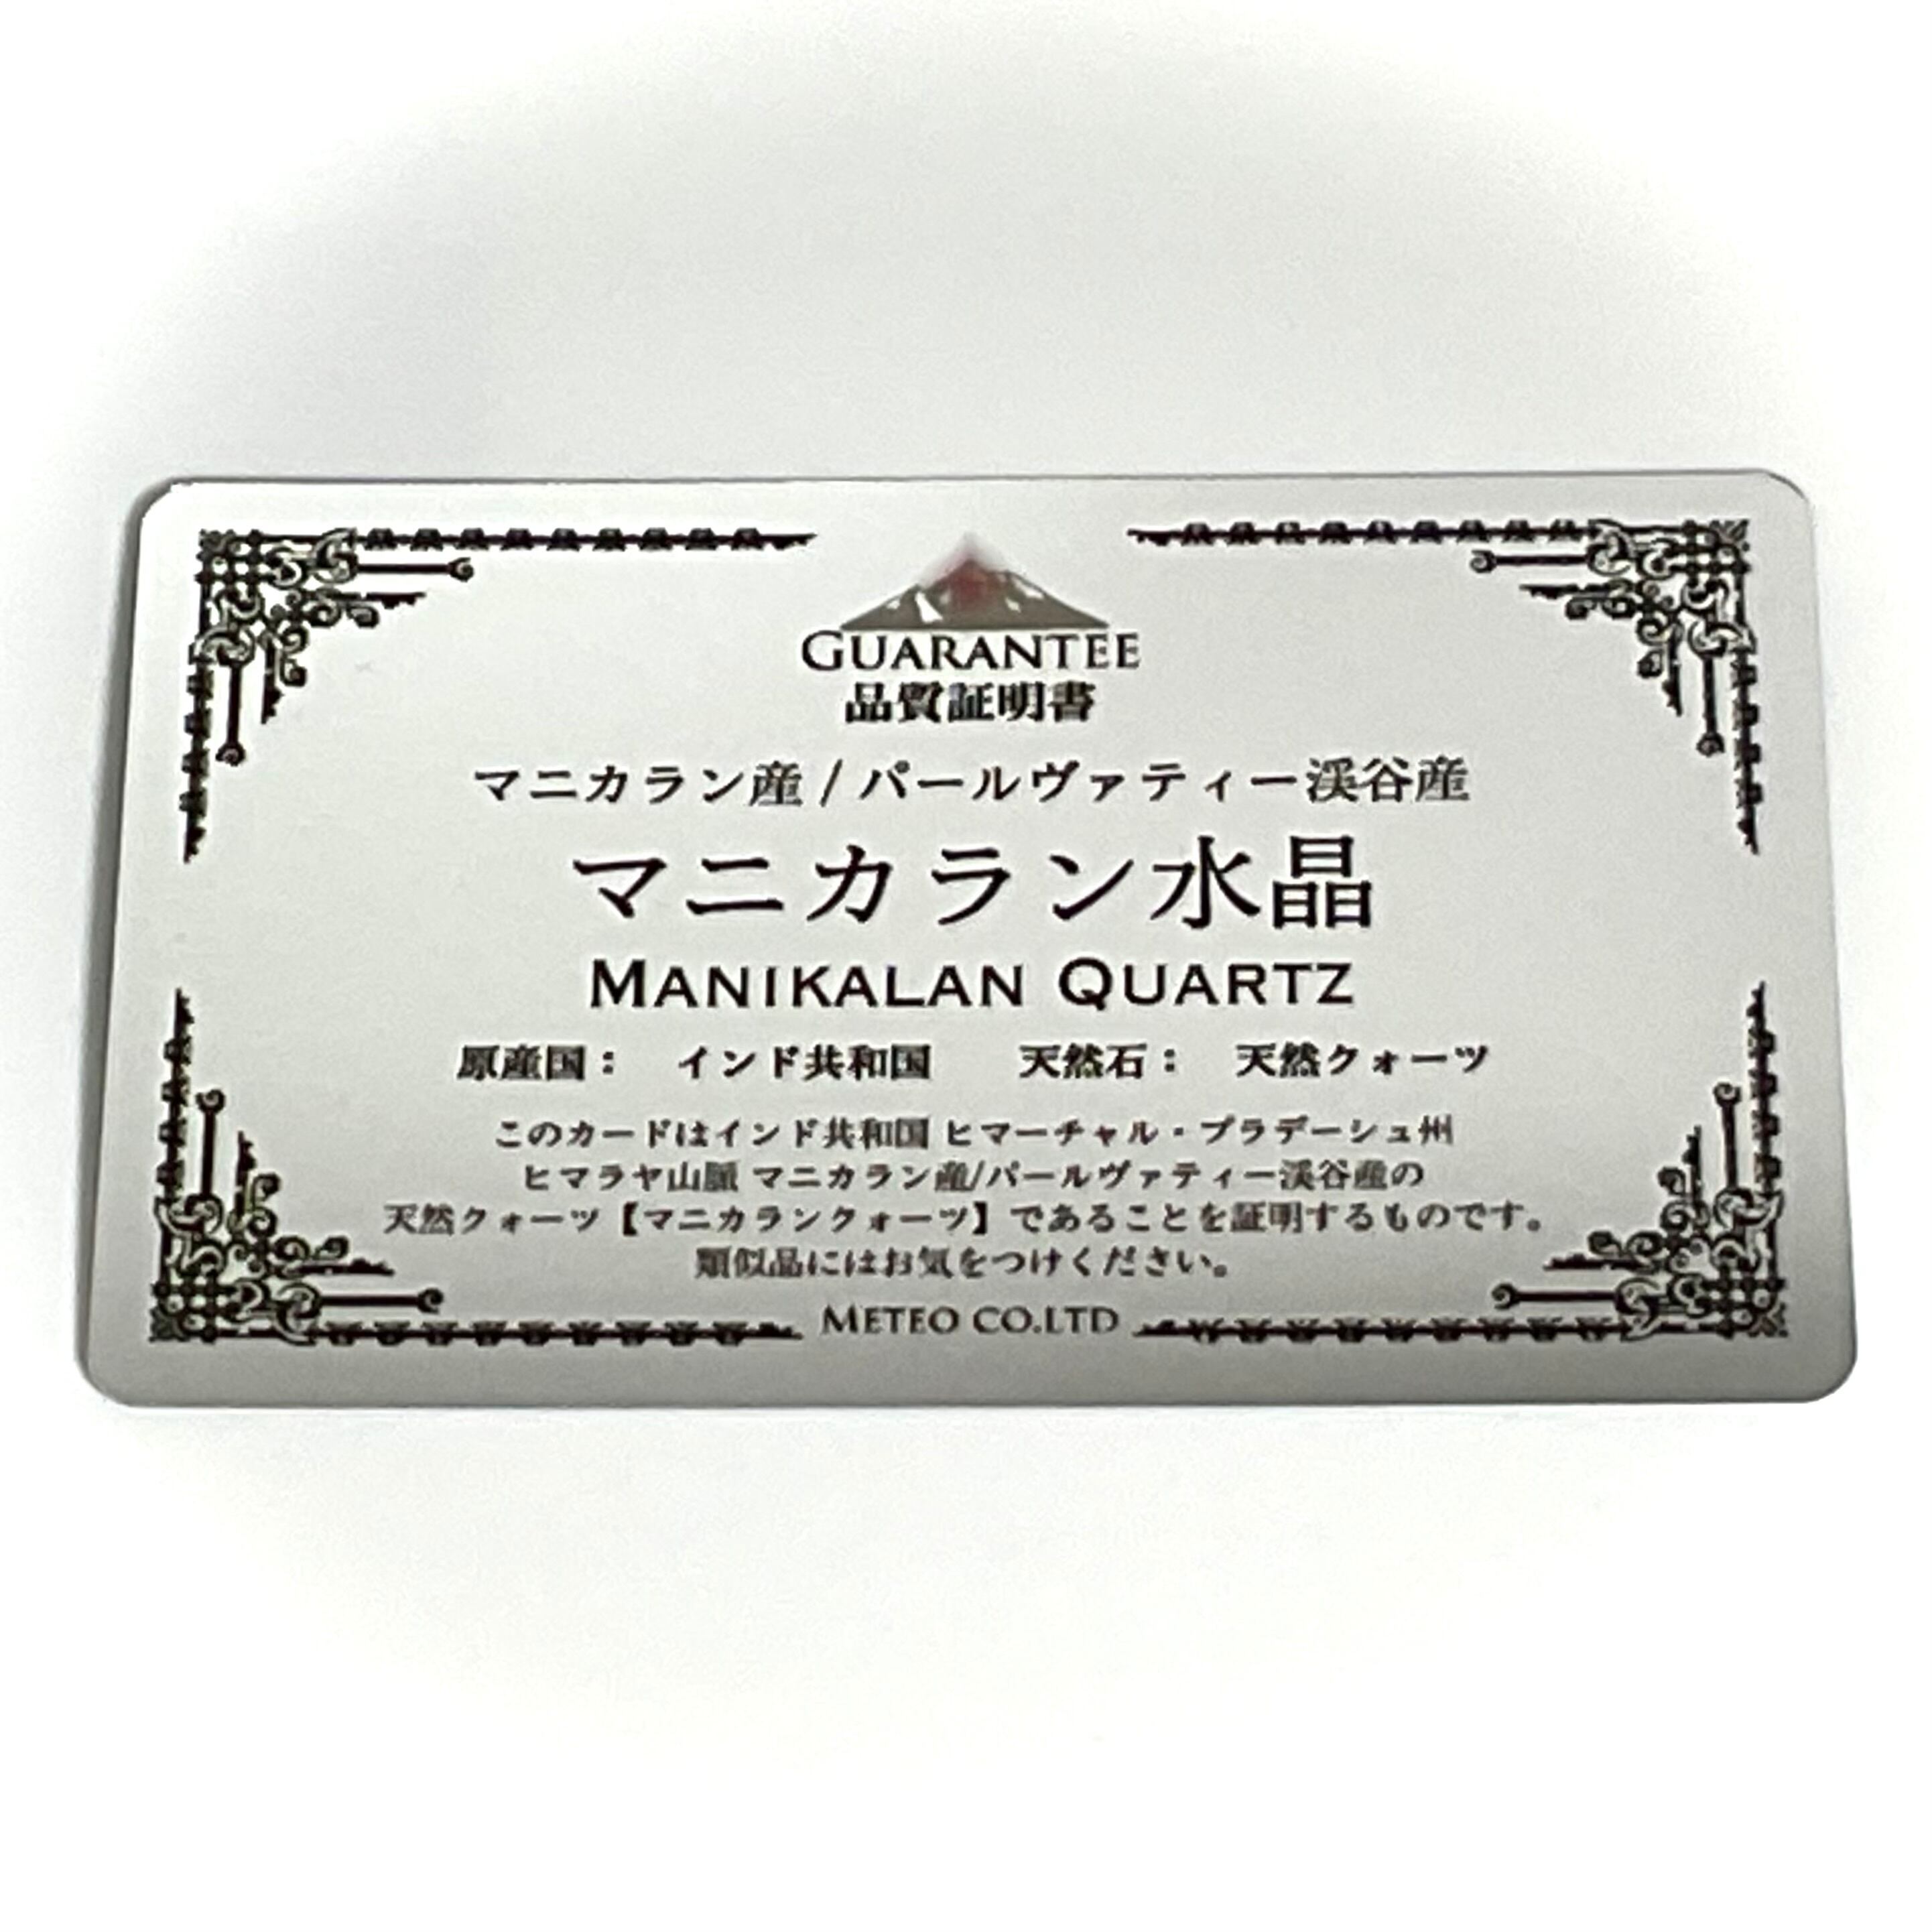 GUARANTEE
品質証明書
マニカラン産/パールヴァティー渓谷産
マニカラン水晶
MANIKALAN QUARTZ
原産国： インド共和国 天然石： 天然クォーツ
このカードはインド共和国 ヒマーチャル・プラデーシュ州
ヒマラヤ山脈 マニカラン産/パールヴァティー渓谷産の
天然クォーツ【マニカランクォーツ】であることを証明するものです。
類似品にはお気をつけください。
METEO CO.LTD